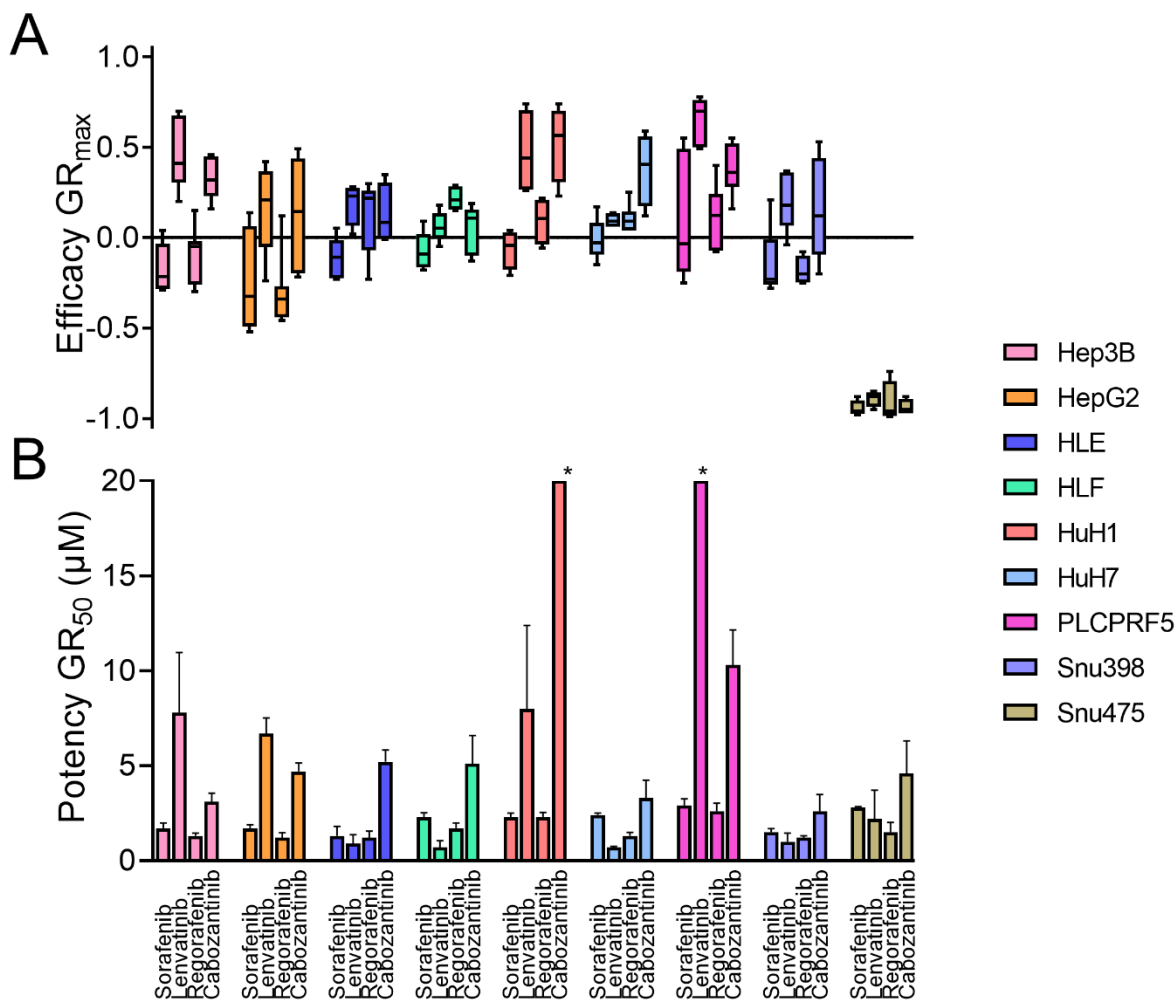 A
Efficacy GRmax
1.0
0.5
0.0
-0.5
-1.0
Hep3B
HepG2
HLE
HLF
HuH1
HuH7
PLCPRF5
Snu398
Snu475
B
Potency GR50 (μM)
20
15
10
5
0
*
*
Sorafenib
Lenvatinib
Regorafenib
Cabozantinib
Sorafenib
Lenvatinib
Regorafenib
Cabozantinib
Sorafenib
Lenvatinib
Regorafenib
Cabozantinib
Sorafenib
Lenvatinib
Regorafenib
Cabozantinib
Sorafenib
Lenvatinib
Regorafenib
Cabozantinib
Sorafenib
Lenvatinib
Regorafenib
Cabozantinib
Sorafenib
Lenvatinib
Regorafenib
Cabozantinib
Sorafenib
Lenvatinib
Regorafenib
Cabozantinib
Sorafenib
Lenvatinib
Regorafenib
Cabozantinib